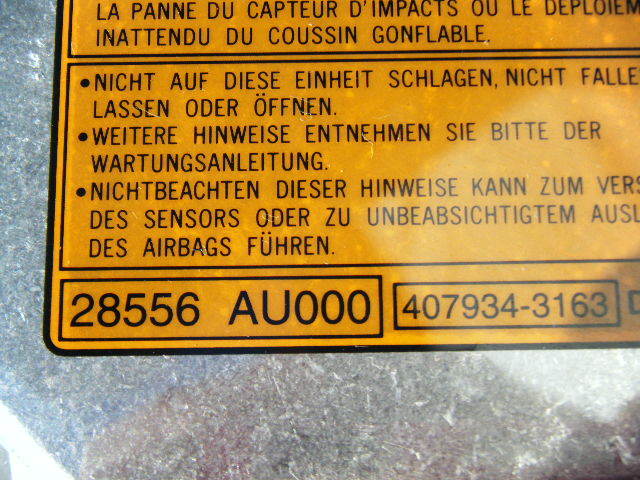 LA PANNE DU CAPTEUR D'IMPACTS OU LE
INATTENDU DU COUSSIN GONFLABLE.
•NICHT AUF DIESE EINHEIT SCHLAGEN, NICHT
LASSEN ODER ÖFFNEN.
•WEITERE HINWEISE ENTNEHMEN SIE BITTE DER
WARTUNGSANLEITUNG.
•NICHTBEACHTEN DIESER HINWEISE KANN ZUM
DES SENSORS ODER ZU UNBEABSICHTIGTEM
DES AIRBAGS FÜHREN.
28556 AU000 407934-3163